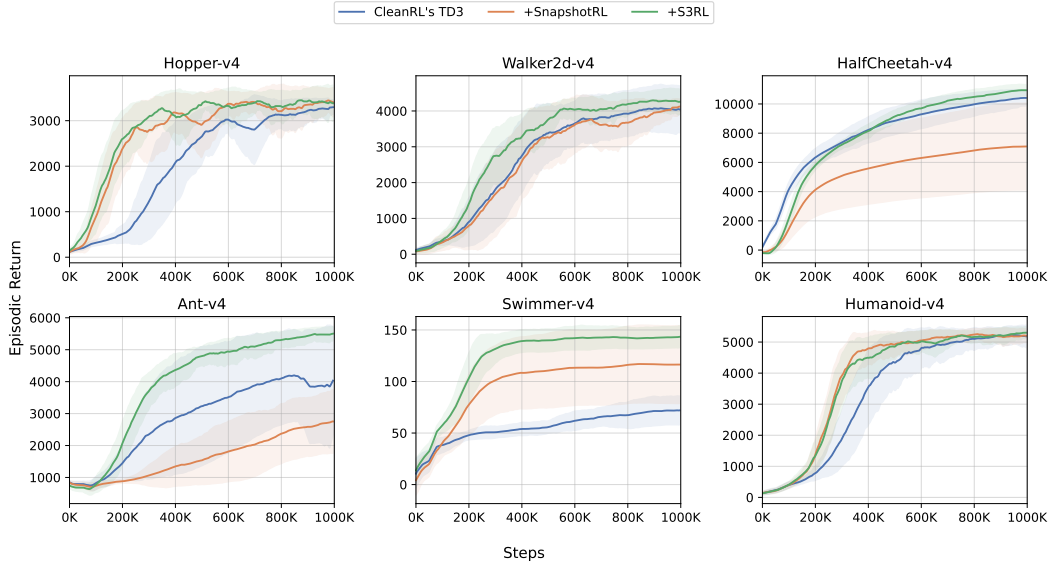 CleanRL's TD3 +SnapshotRL +S3RL
Hopper-v4 Walker2d-v4 HalfCheetah-v4
3000 2000 1000 0
4000 3000 2000 1000 0
10000 8000 6000 4000 2000 0
0K 200K 400K 600K 800K 1000K
0K 200K 400K 600K 800K 1000K
0K 200K 400K 600K 800K 1000K
Episodic Return
Ant-v4 Swimmer-v4 Humanoid-v4
6000 5000 4000 3000 2000 1000
150 100 50 0
5000 4000 3000 2000 1000 0
0K 200K 400K 600K 800K 1000K
0K 200K 400K 600K 800K 1000K
0K 200K 400K 600K 800K 1000K
Steps